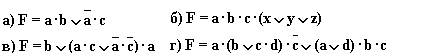 а) F = a·b ∨ a̅·c б) F = a·b·c·(x ∨ y ∨ z)
в) F = b ∨ (a·c ∨ a̅·c̅)·a г) F = a·(b ∨ c·d)·c̅ ∨ (a ∨ d)·b·c